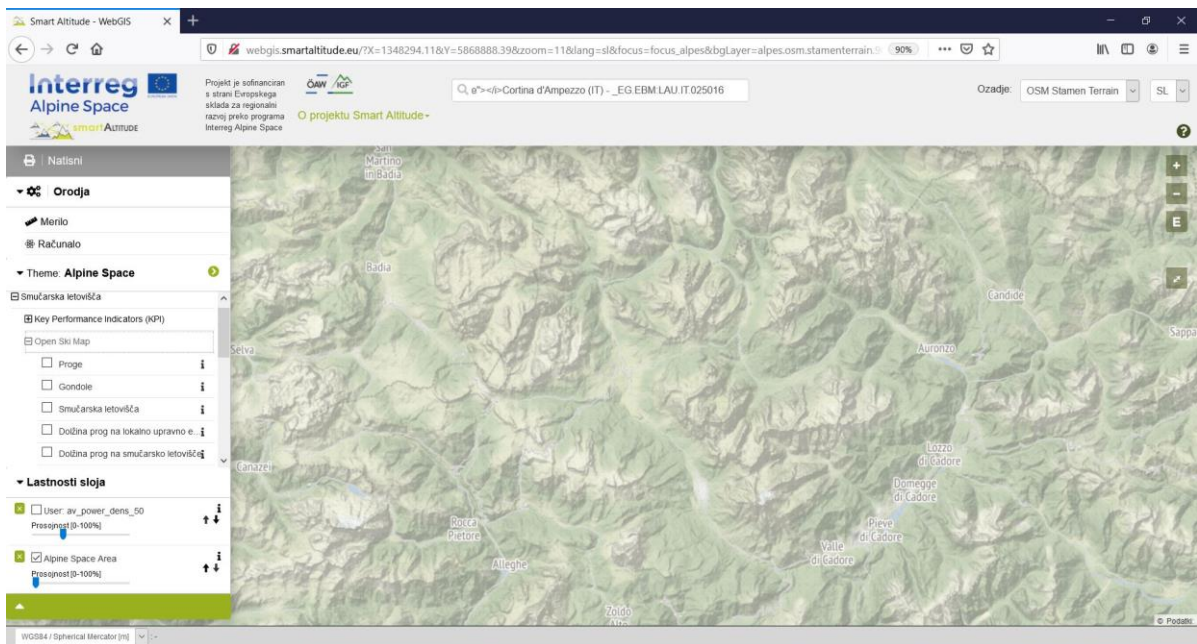 Smart Altitude - WebGIS
webgis.smartaltitude.eu/?X=1348294.11&Y=5868888.39&zoom=11&lang=sl&focus=focus_alpes&bgLayer=alpes.osm.stamenterrain.
90%
Interreg
Alpine Space
smartALTITUDE
Projekt je sofinanciran
s strani Evropskega
sklada za regionalni
razvoj preko programa
Interreg Alpine Space
ÖAW IGF
O projektu Smart Altitude
e"></i>Cortina d'Ampezzo (IT) - _EG.EBM:LAU.IT.025016
Ozadje: OSM Stamen Terrain SL
Natisni
Orodja
Merilo
Računalo
Theme: Alpine Space
Smučarska letovišča
Key Performance Indicators (KPI)
Open Ski Map
Proge
Gondole
Smučarska letovišča
Dolžina prog na lokalno upravno e...
Dolžina prog na smučarsko letovišče
Lastnosti sloja
User: av_power_dens_50
Prosojnost [0-100%]
Alpine Space Area
Prosojnost [0-100%]
WGS84 / Spherical Mercator [m] : -
San
Martino
in Badia
Badia
Selva
Canazei
Rocca
Pietore
Alleghe
Zoldo
Alto
Candide
Sappa
Auronzo
Lozzo
di Cadore
Domegge
di Cadore
Pieve
di Cadore
Valle
di Cadore
E
© Podatki